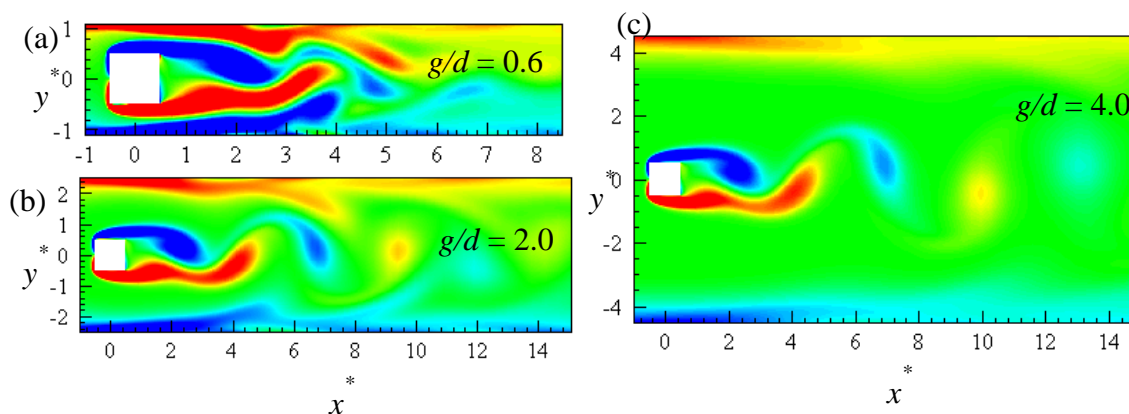 (a)
g/d = 0.6
y*
1
0
-1
-1 0 1 2 3 4 5 6 7 8
(b)
g/d = 2.0
y*
2
1
0
-1
-2
0 2 4 6 8 10 12 14
x*
(c)
g/d = 4.0
y*
4
2
0
-2
-4
0 2 4 6 8 10 12 14
x*